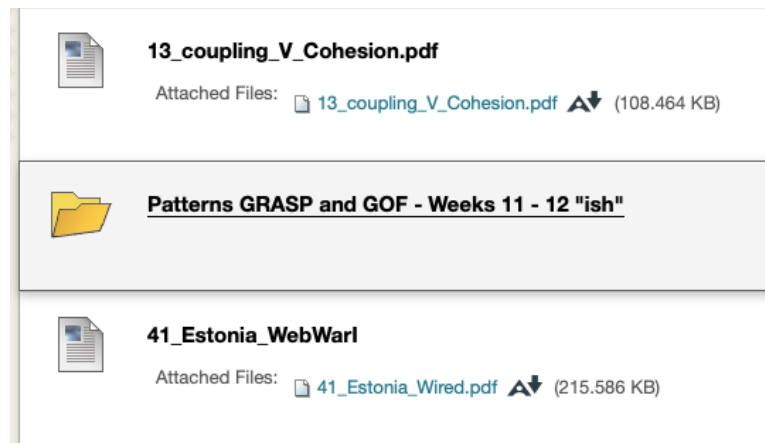 13_coupling_V_Cohesion.pdf
Attached Files: 13_coupling_V_Cohesion.pdf (108.464 KB)
Patterns GRASP and GOF - Weeks 11 - 12 "ish"
41_Estonia_WebWarI
Attached Files: 41_Estonia_Wired.pdf (215.586 KB)